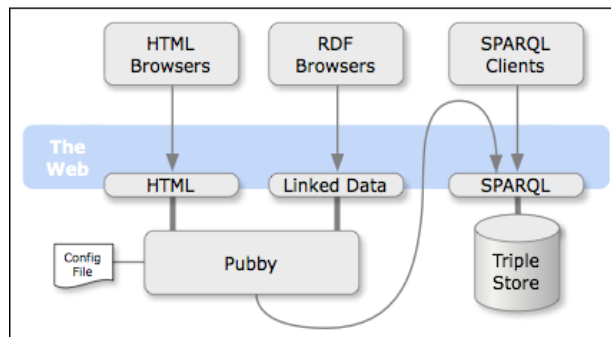 HTML
Browsers
RDF
Browsers
SPARQL
Clients
The
Web
HTML
Linked Data
SPARQL
Config
File
Pubby
Triple
Store